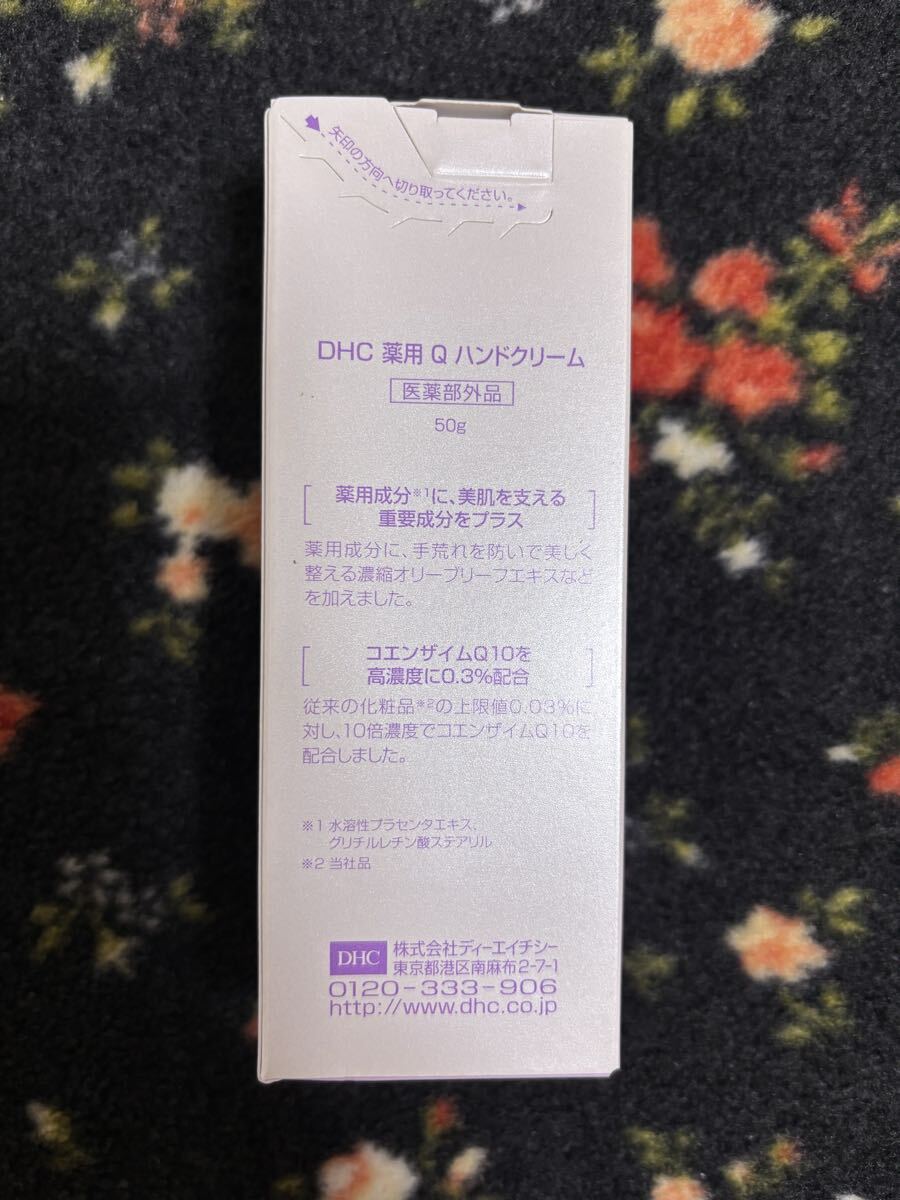 矢印の方向へ切り取ってください。
DHC 薬用 Q ハンドクリーム
医薬部外品
50g
薬用成分※1に、美肌を支える
重要成分をプラス
薬用成分に、手荒れを防いで美しく
整える濃縮オリーブリーフエキスなど
を加えました。
コエンザイムQ10を
高濃度に0.3%配合
従来の化粧品※2の上限値0.03%に
対し、10倍濃度でコエンザイムQ10を
配合しました。
※1 水溶性プラセンタエキス、
グリチルレチン酸ステアリル
※2 当社品
DHC 株式会社ディーエイチシー
東京都港区南麻布2-7-1
0120-333-906
http://www.dhc.co.jp